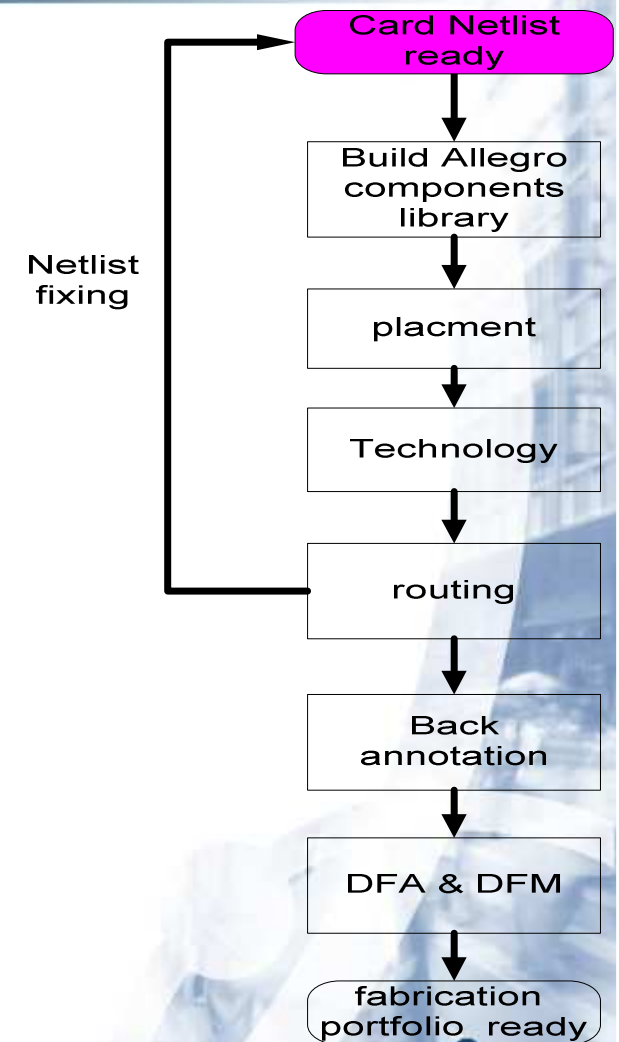 Card Netlist
ready
Build Allegro
components
library
Netlist
fixing
placment
Technology
routing
Back
annotation
DFA & DFM
fabrication
portfolio ready